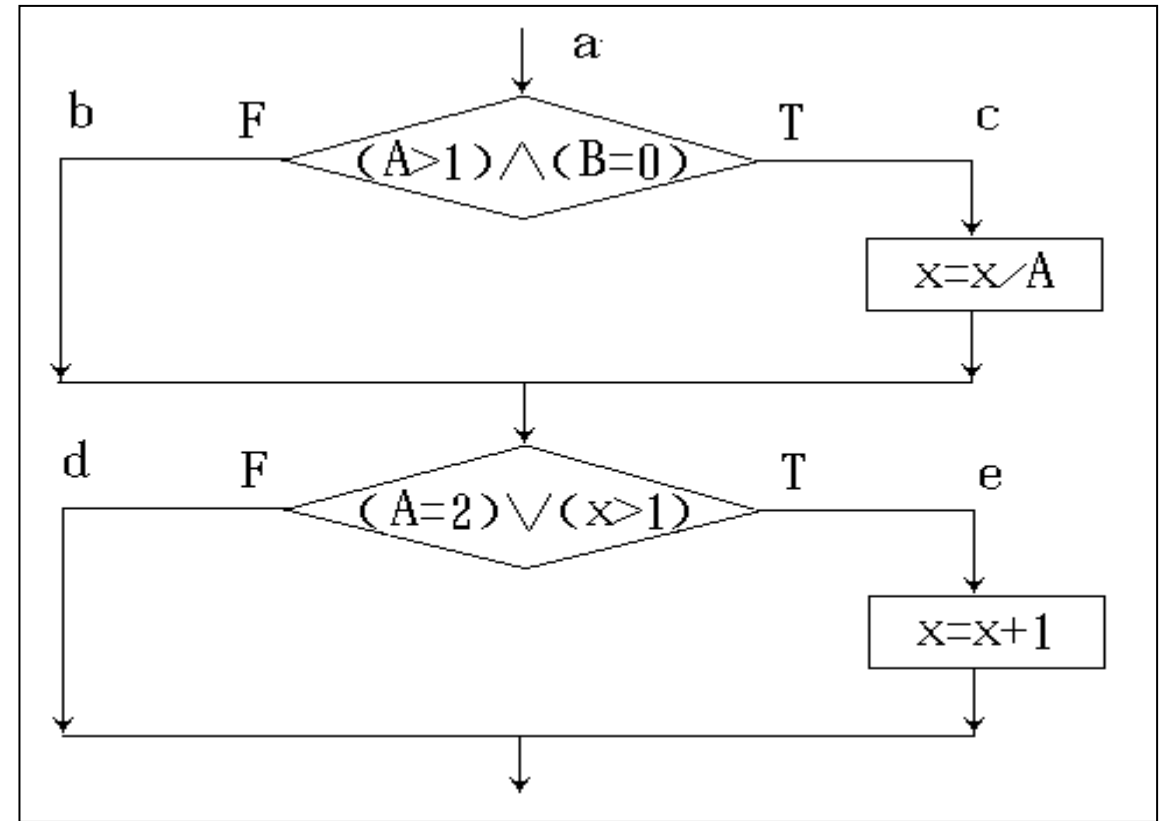 a
b F T c
(A>1)∧(B=0)
x=x/A
d F T e
(A=2)∨(x>1)
x=x+1